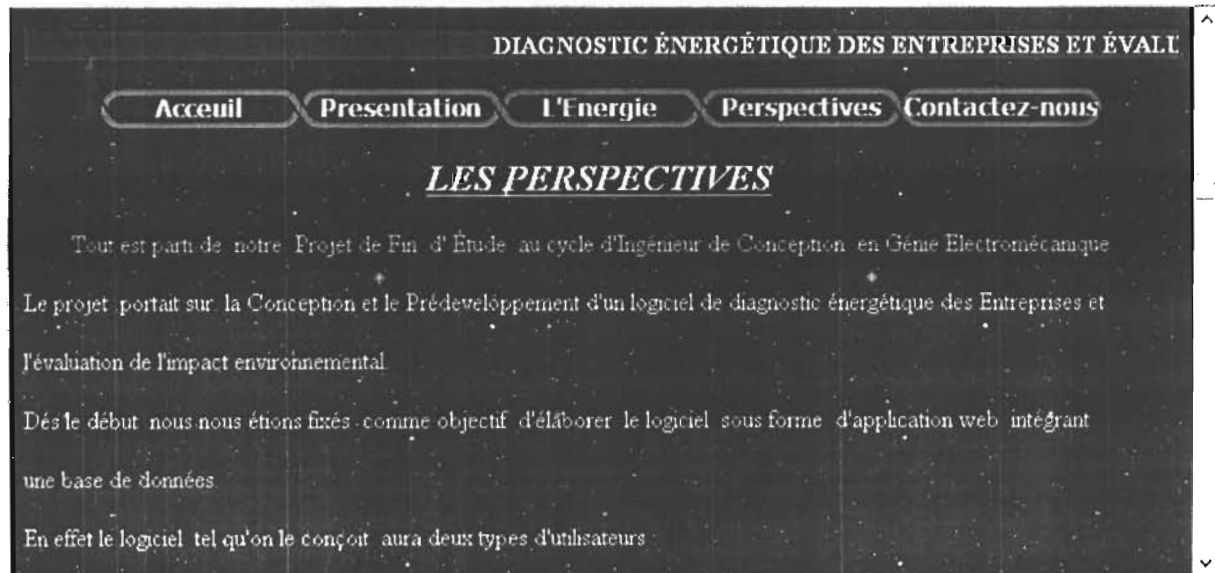 DIAGNOSTIC ÉNERGÉTIQUE DES ENTREPRISES ET ÉVALU
Acceuil Presentation L'Energie Perspectives Contactez-nous
LES PERSPECTIVES
Tout est parti de notre Projet de Fin d' Étude au cycle d'Ingénieur de Conception en Génie Electromécanique
Le projet portait sur la Conception et le Prédeveloppement d'un logiciel de diagnostic énergétique des Entreprises et
l'évaluation de l'impact environnemental
Dés le début nous nous étions fixés comme objectif d'élaborer le logiciel sous forme d'application web intégrant
une base de données
En effet le logiciel tel qu'on le conçoit aura deux types d'utilisateurs :